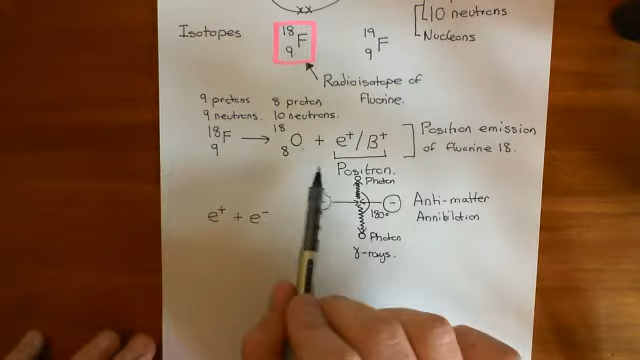 xx
10 neutrons
Nucleons
Isotopes
18 9 F
19 9 F
Radioisotope of
fluorine.
9 protons 8 proton
9 neutrons. 10 neutrons.
18 9 F → 18 8 O + e+/β+
Positron emission
of fluorine 18.
Positron.
Photon
e+ + e-
-
180°
Anti-matter
Annihilation
Photon
γ-rays.